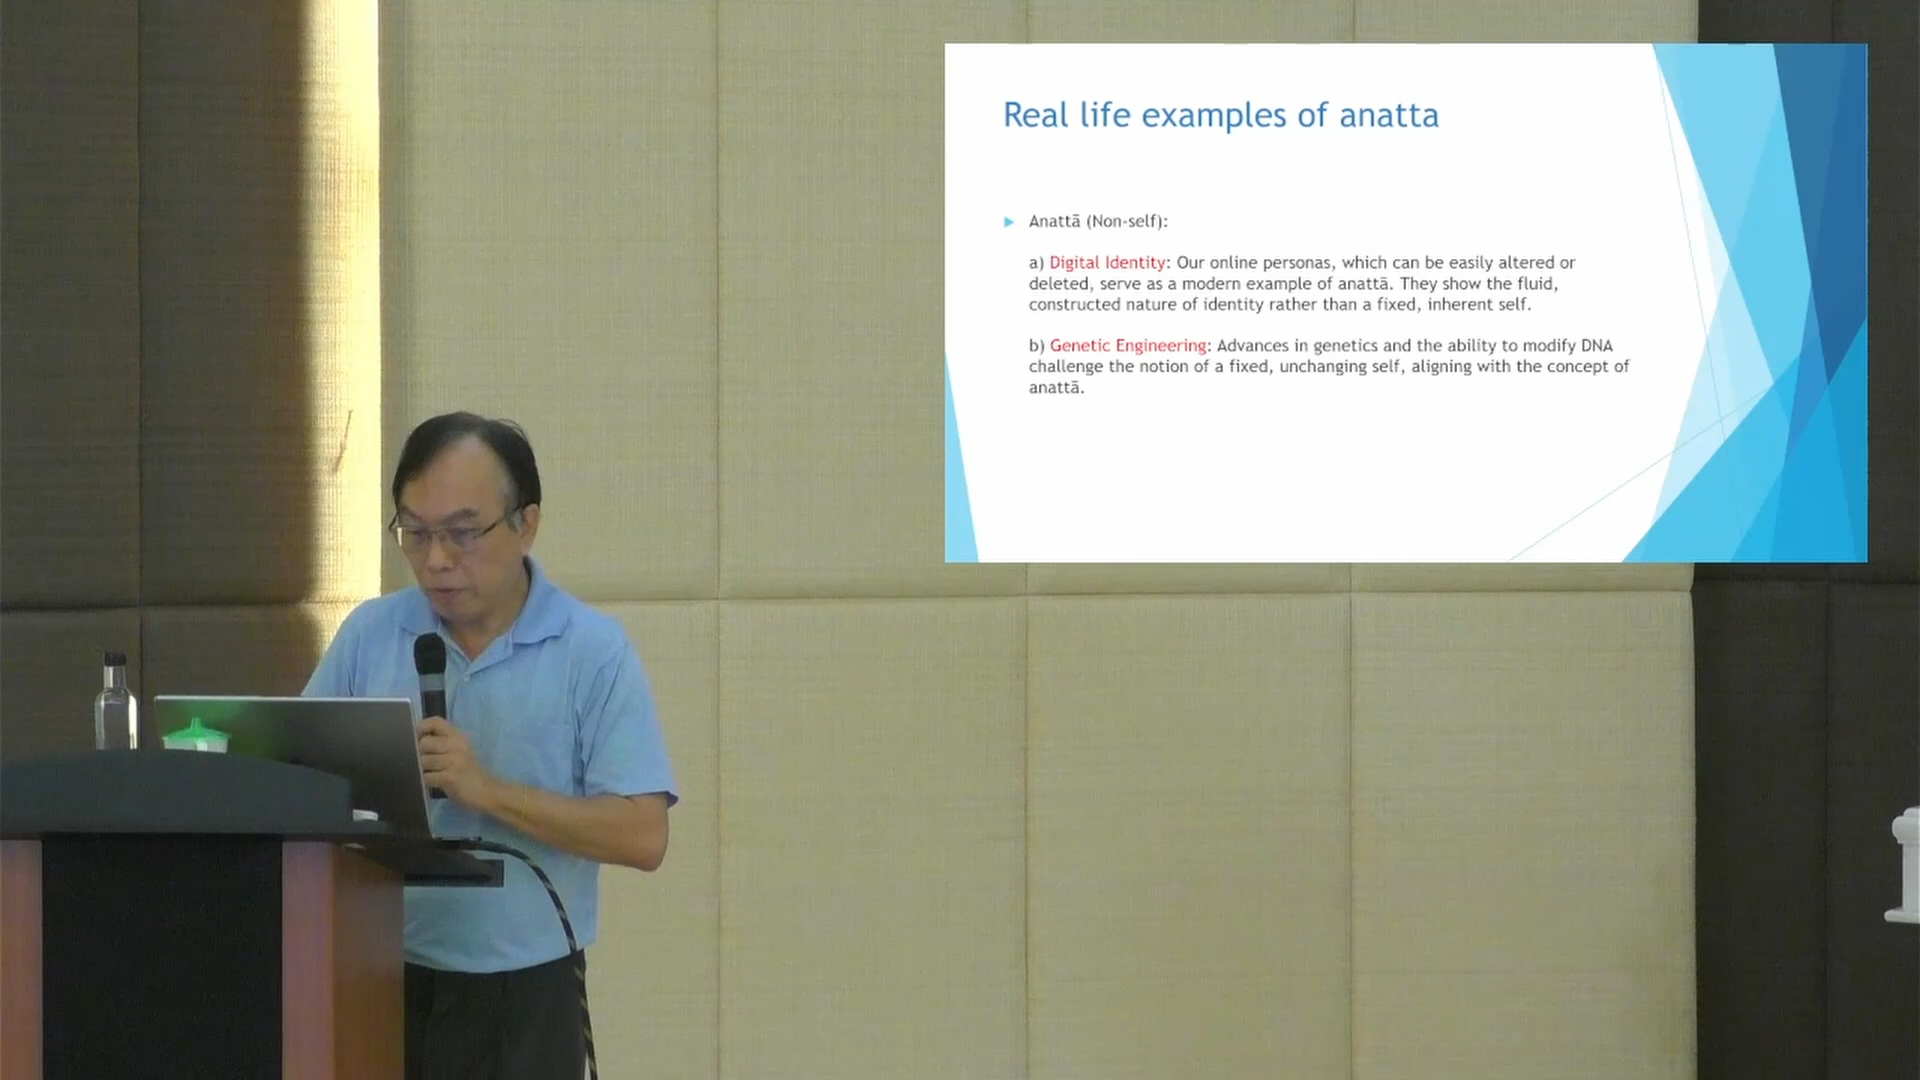 Real life examples of anatta
Anattā (Non-self):
a) Digital Identity: Our online personas, which can be easily altered or
deleted, serve as a modern example of anattā. They show the fluid,
constructed nature of identity rather than a fixed, inherent self.
b) Genetic Engineering: Advances in genetics and the ability to modify DNA
challenge the notion of a fixed, unchanging self, aligning with the concept of
anattā.